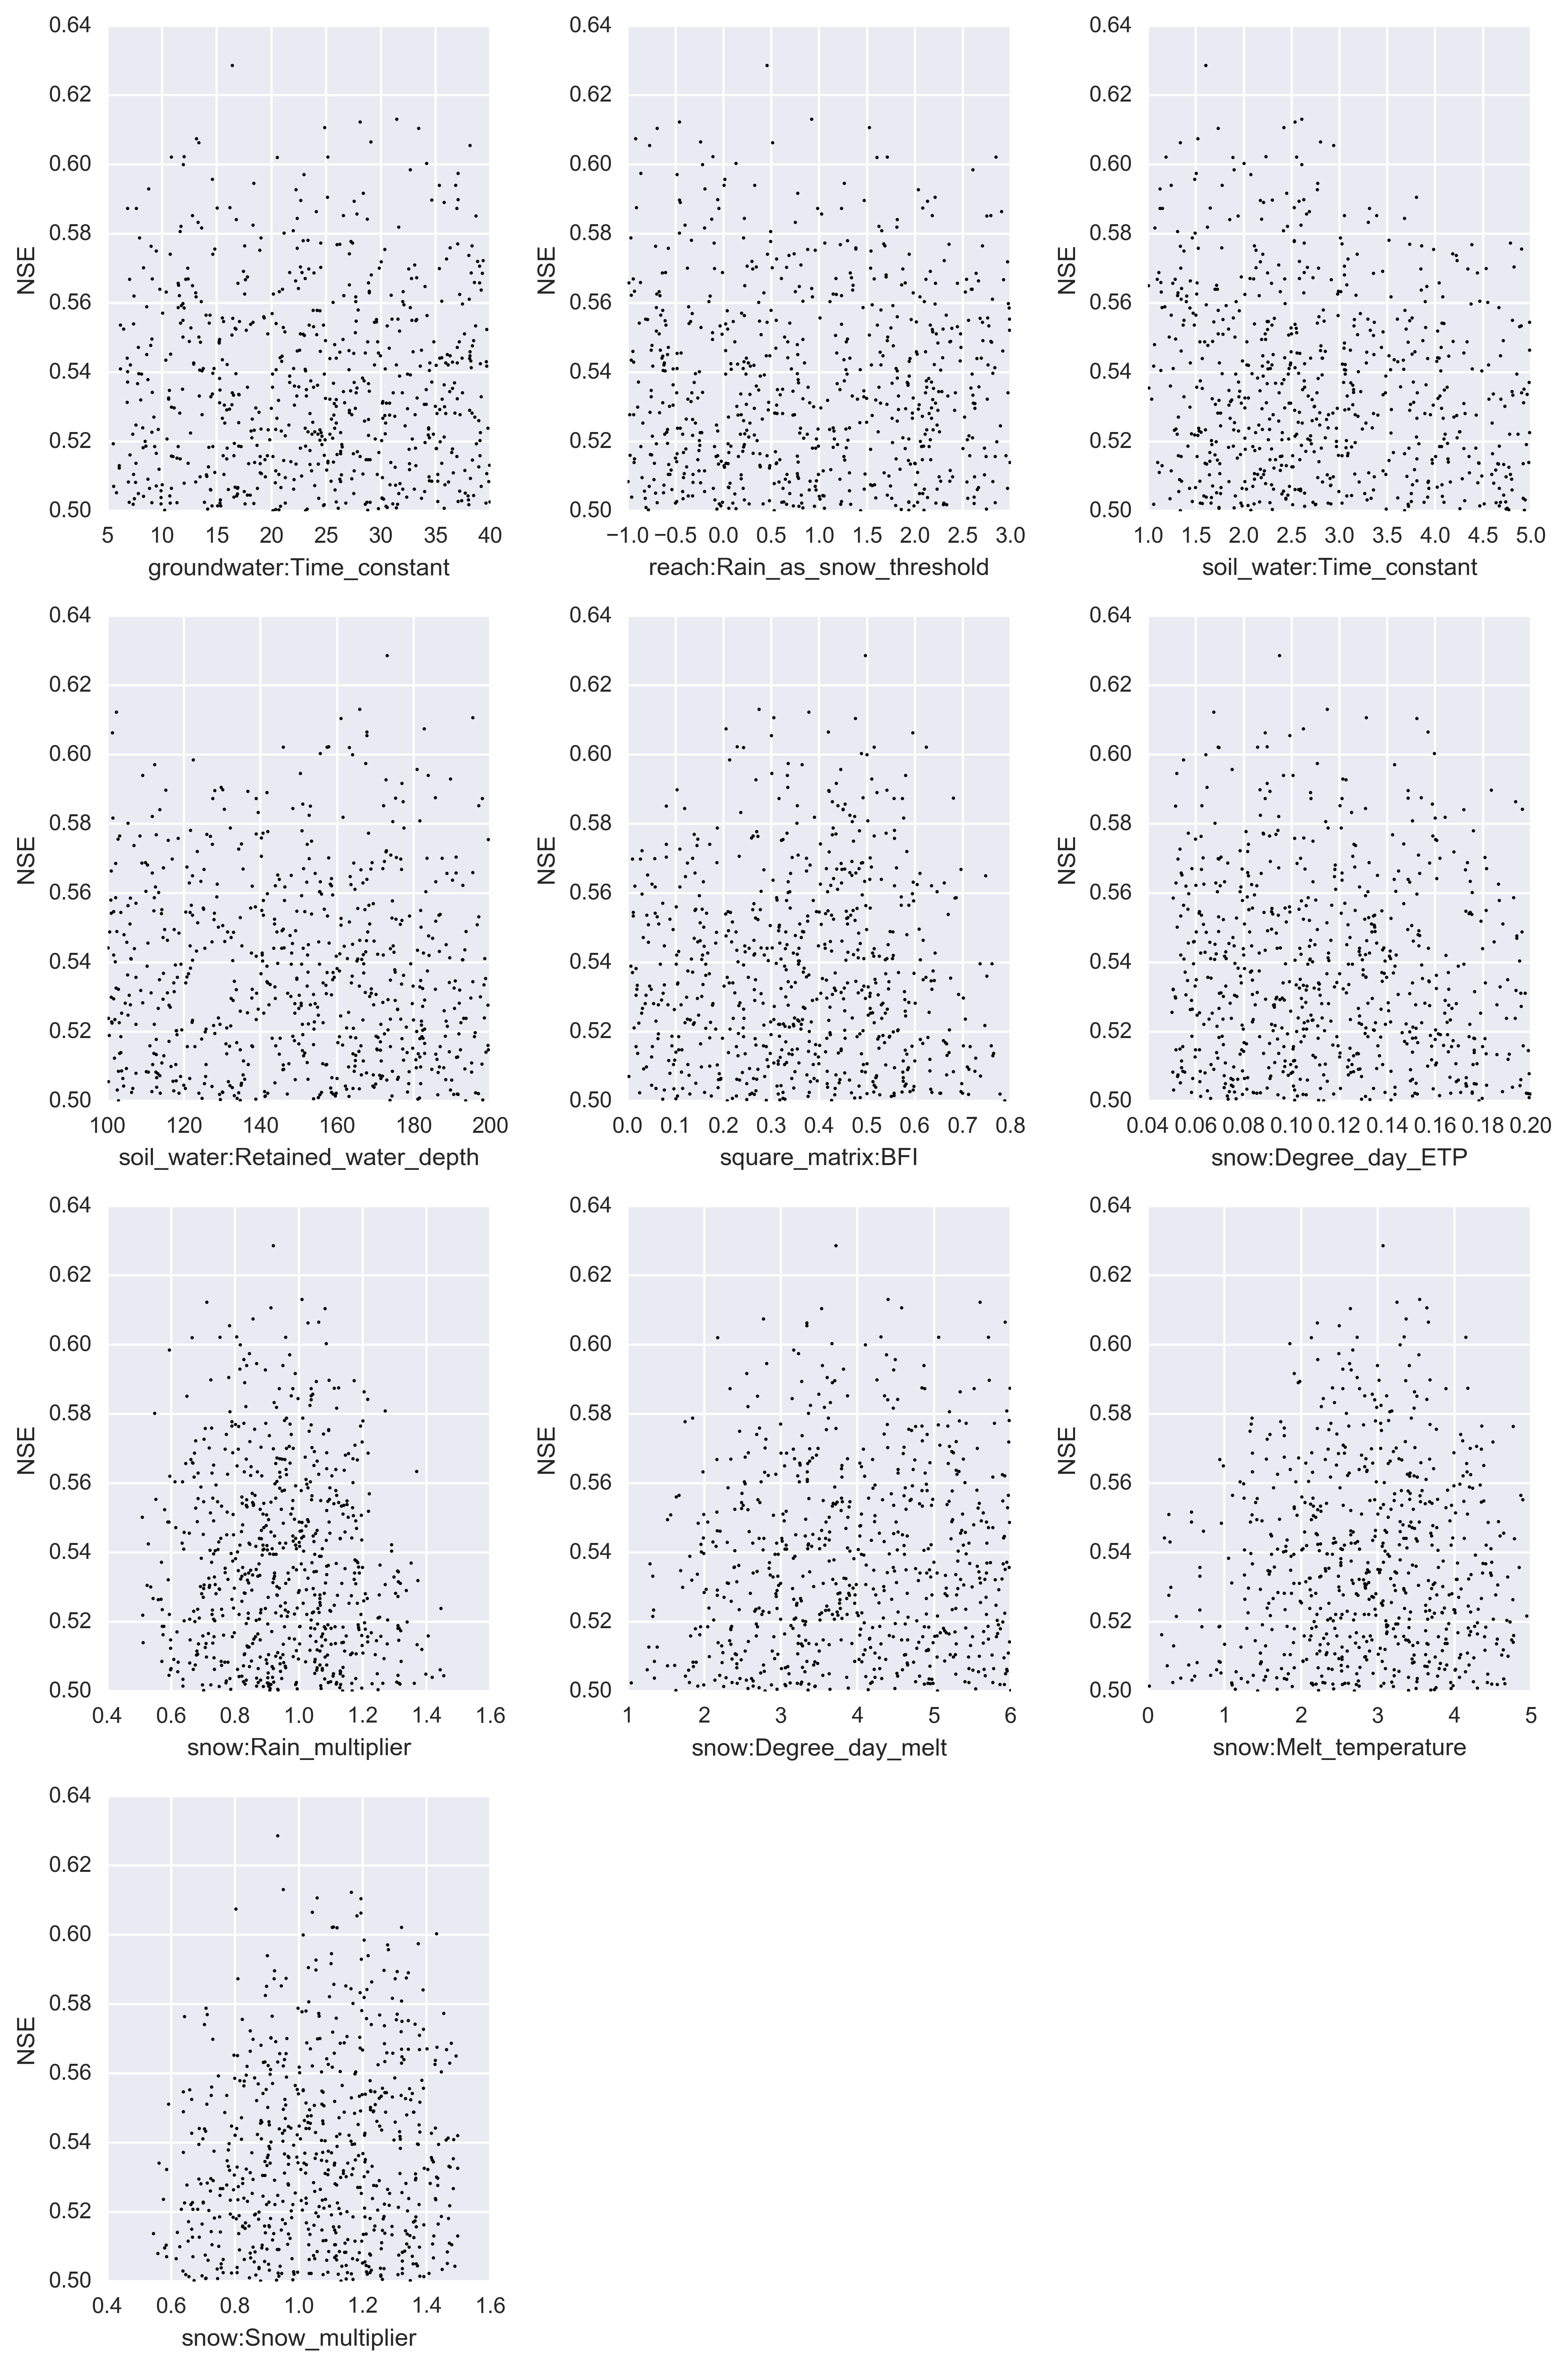 0.64 0.64 0.64
0.62 0.62 0.62
0.60 0.60 0.60
0.58 0.58 0.58
NSE NSE NSE
0.56 0.56 0.56
0.54 0.54 0.54
0.52 0.52 0.52
0.50 0.50 0.50
5 10 15 20 25 30 35 40 −1.0 −0.5 0.0 0.5 1.0 1.5 2.0 2.5 3.0 1.0 1.5 2.0 2.5 3.0 3.5 4.0 4.5 5.0
groundwater:Time_constant reach:Rain_as_snow_threshold soil_water:Time_constant
0.64 0.64 0.64
0.62 0.62 0.62
0.60 0.60 0.60
0.58 0.58 0.58
NSE NSE NSE
0.56 0.56 0.56
0.54 0.54 0.54
0.52 0.52 0.52
0.50 0.50 0.50
100 120 140 160 180 200 0.0 0.1 0.2 0.3 0.4 0.5 0.6 0.7 0.8 0.04 0.06 0.08 0.10 0.12 0.14 0.16 0.18 0.20
soil_water:Retained_water_depth square_matrix:BFI snow:Degree_day_ETP
0.64 0.64 0.64
0.62 0.62 0.62
0.60 0.60 0.60
0.58 0.58 0.58
NSE NSE NSE
0.56 0.56 0.56
0.54 0.54 0.54
0.52 0.52 0.52
0.50 0.50 0.50
0.4 0.6 0.8 1.0 1.2 1.4 1.6 1 2 3 4 5 6 0 1 2 3 4 5
snow:Rain_multiplier snow:Degree_day_melt snow:Melt_temperature
0.64
0.62
0.60
0.58
NSE
0.56
0.54
0.52
0.50
0.4 0.6 0.8 1.0 1.2 1.4 1.6
snow:Snow_multiplier